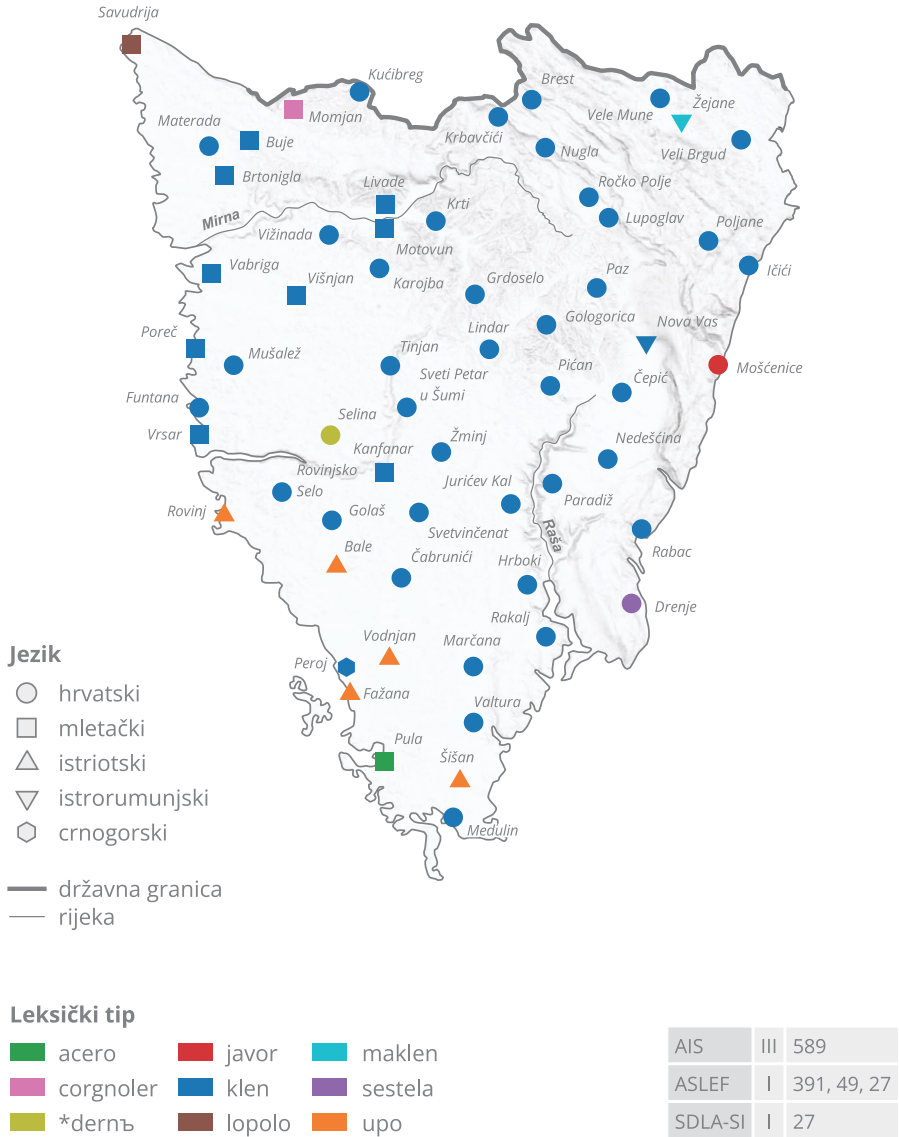 Savudrija
Kućibreg
Momjan
Brest
Vele Mune
Žejane
Materada
Buje
Krbavčići
Nugla
Veli Brgud
Brtonigla
Livade
Ročko Polje
Mirna
Krti
Lupoglav
Poljane
Vižinada
Motovun
Vabriga
Višnjan
Karojba
Grdoselo
Paz
Ičići
Poreč
Lindar
Gologorica
Nova Vas
Mušalež
Tinjan
Sveti Petar
u Šumi
Pićan
Čepić
Mošćenice
Funtana
Selina
Vrsar
Kanfanar
Žminj
Nedešćina
Rovinjsko
Selo
Jurićev Kal
Paradiž
Rovinj
Golaš
Svetvinčenat
Raša
Rabac
Bale
Čabrunići
Hrboki
Drenje
Rakalj
Vodnjan
Marčana
Peroj
Fažana
Valtura
Pula
Šišan
Medulin
Jezik
hrvatski
mletački
istriotski
istrorumunjski
crnogorski
državna granica
rijeka
Leksički tip
acero
javor
maklen
corgnoler
klen
sestela
*dernъ
lopolo
upo
AIS III 589
ASLEF I 391, 49, 27
SDLA-SI I 27